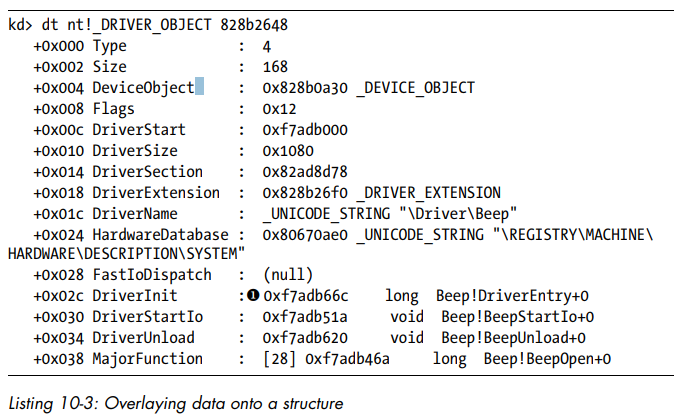 kd> dt nt!_DRIVER_OBJECT 828b2648
+0x000 Type : 4
+0x002 Size : 168
+0x004 DeviceObject : 0x828b0a30 _DEVICE_OBJECT
+0x008 Flags : 0x12
+0x00c DriverStart : 0xf7adb000
+0x010 DriverSize : 0x1080
+0x014 DriverSection : 0x82ad8d78
+0x018 DriverExtension : 0x828b26f0 _DRIVER_EXTENSION
+0x01c DriverName : _UNICODE_STRING "\Driver\Beep"
+0x024 HardwareDatabase : 0x80670ae0 _UNICODE_STRING "\REGISTRY\MACHINE\
HARDWARE\DESCRIPTION\SYSTEM"
+0x028 FastIoDispatch : (null)
+0x02c DriverInit :❶0xf7adb66c long Beep!DriverEntry+0
+0x030 DriverStartIo : 0xf7adb51a void Beep!BeepStartIo+0
+0x034 DriverUnload : 0xf7adb620 void Beep!BeepUnload+0
+0x038 MajorFunction : [28] 0xf7adb46a long Beep!BeepOpen+0
Listing 10-3: Overlaying data onto a structure